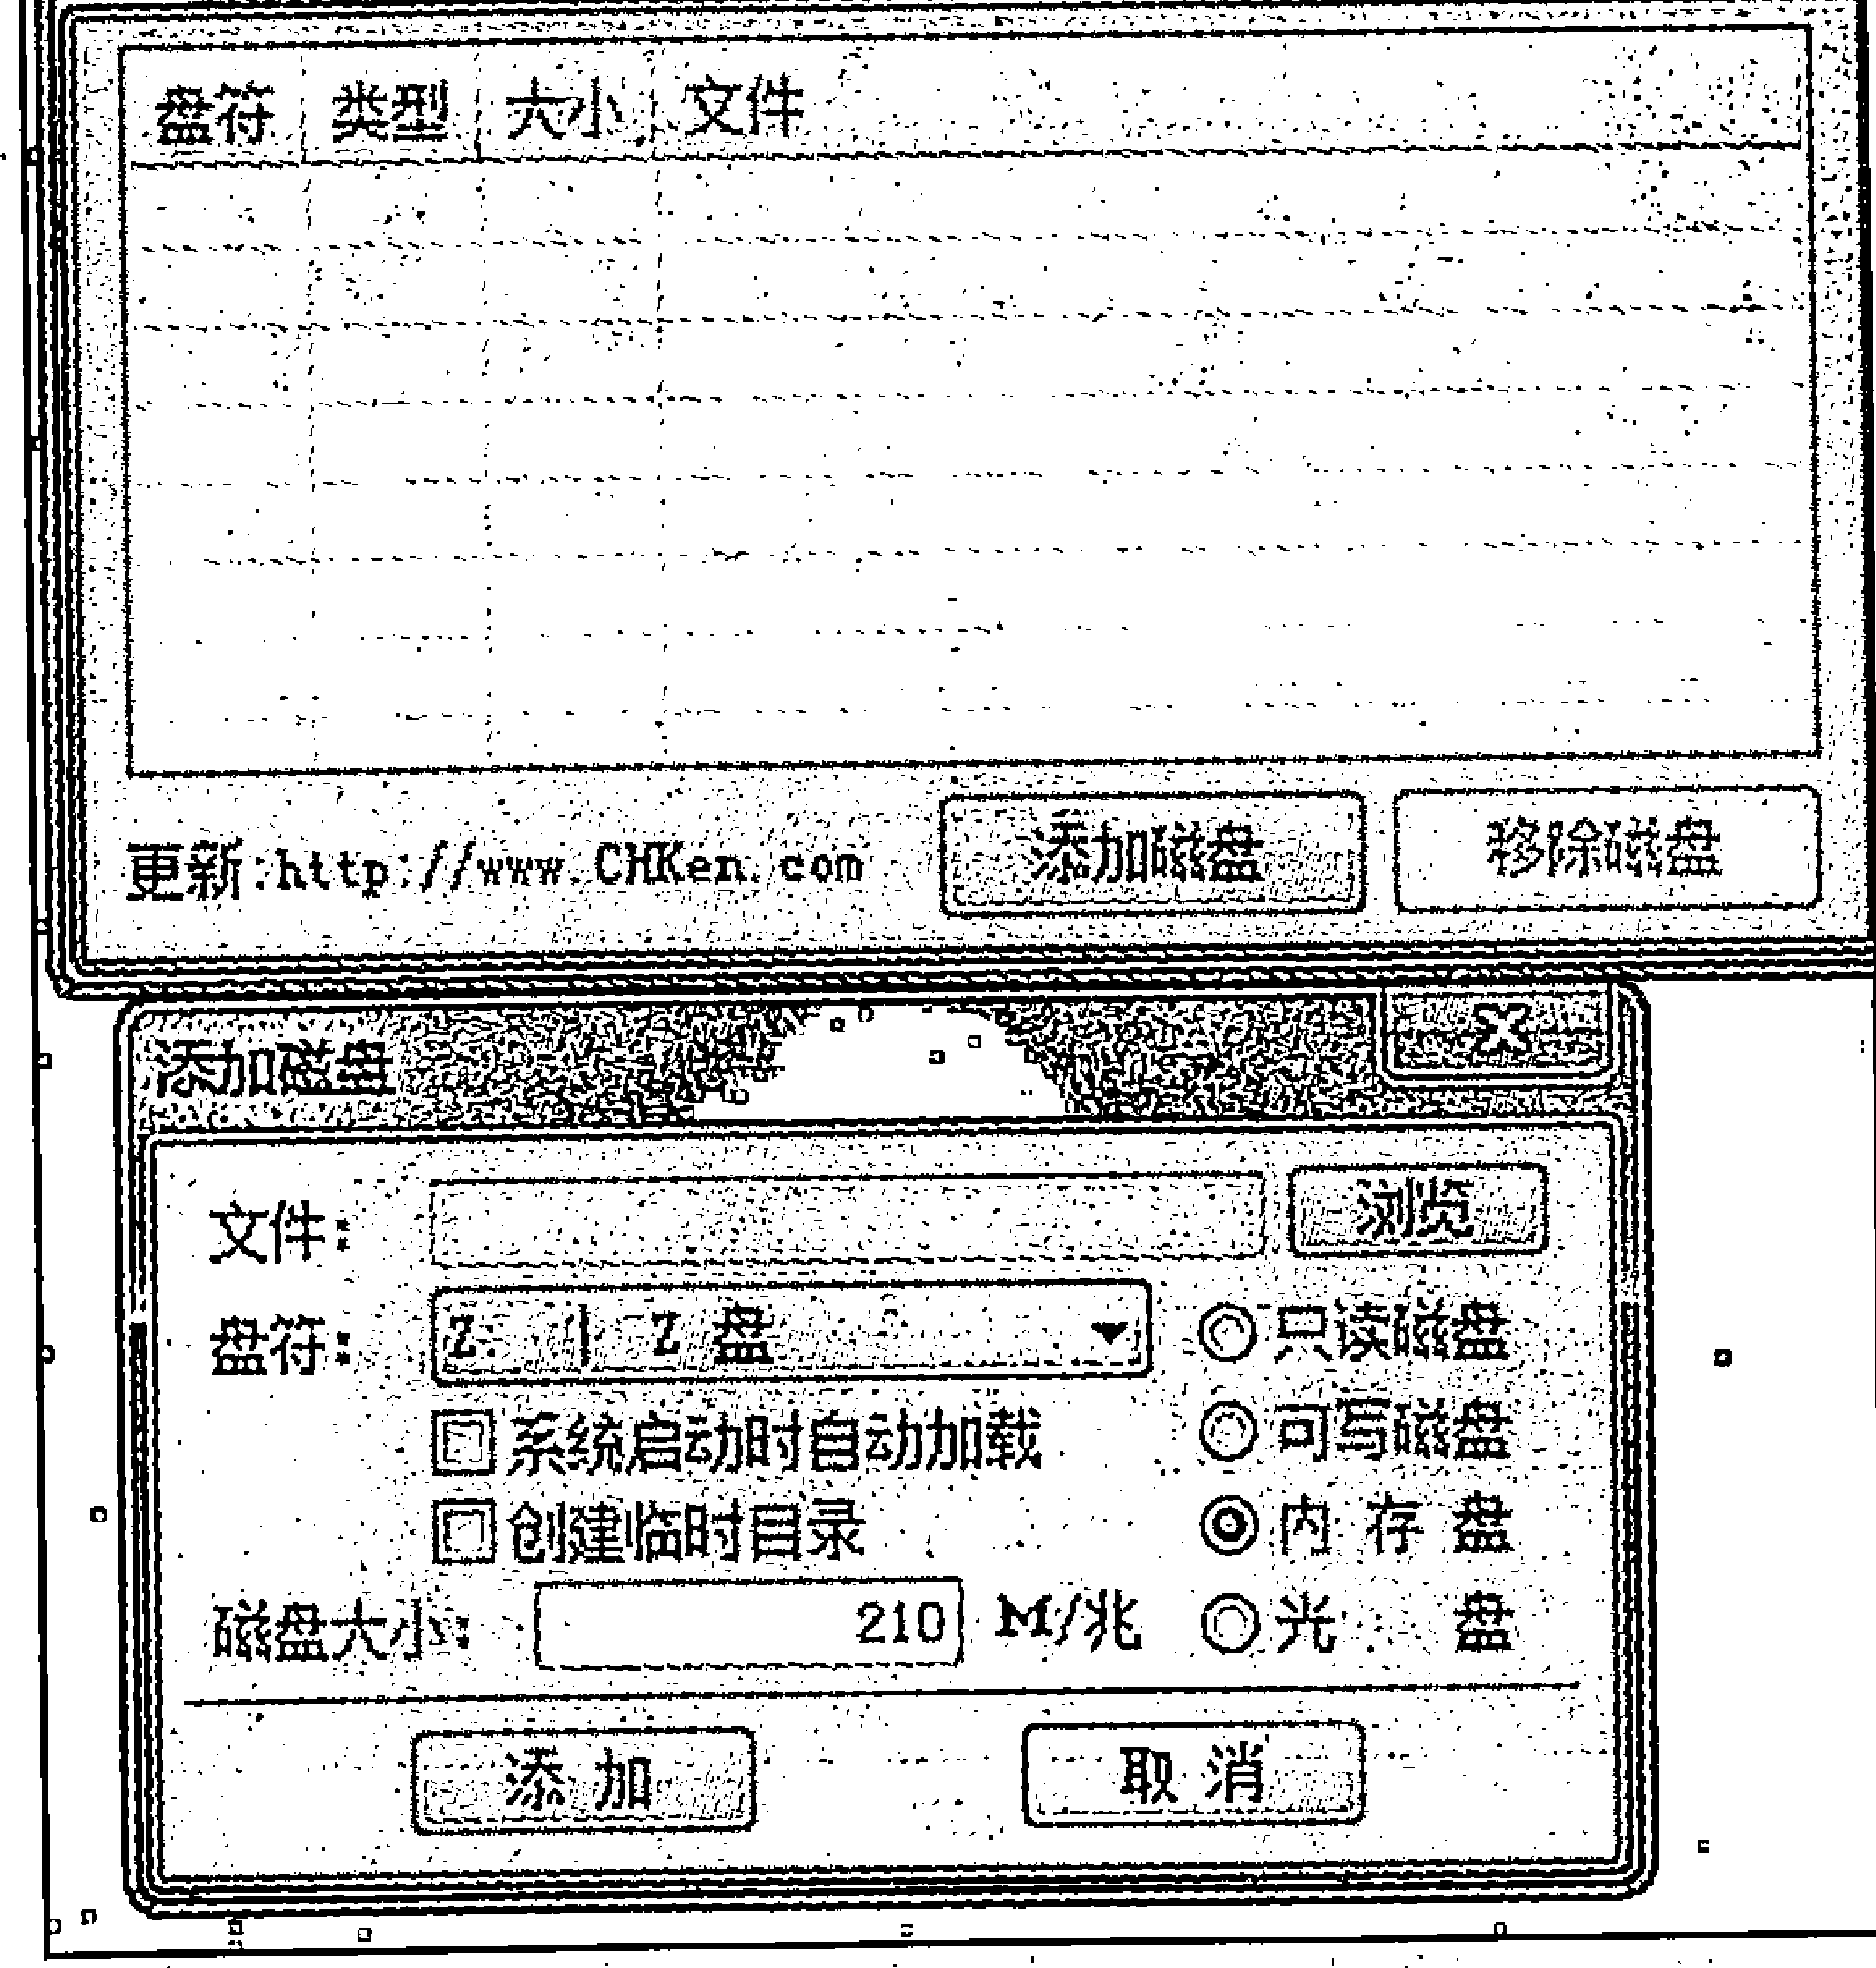 盘符 类型 大小 文件
更新:http://www.CHKen.com 添加磁盘 移除磁盘
添加磁盘
文件: 浏览
盘符: Z: | Z 盘 只读磁盘
系统启动时自动加载 可写磁盘
创建临时目录 内存盘
磁盘大小: 210 M/兆 光 盘
添加 取消